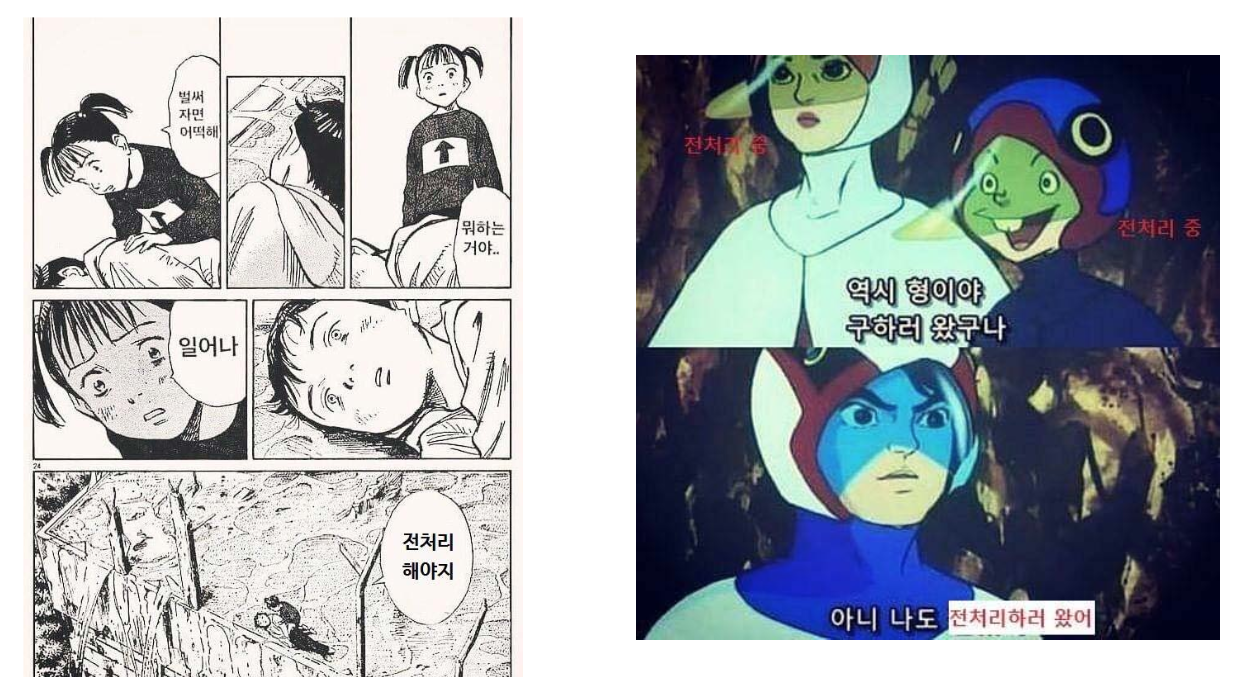 벌써
자면
어떡해
뭐하는
거야..
일어나
24
전처리
해야지
전처리 중
전처리 중
역시 형이야
구하러 왔구나
아니 나도 전처리하러 왔어